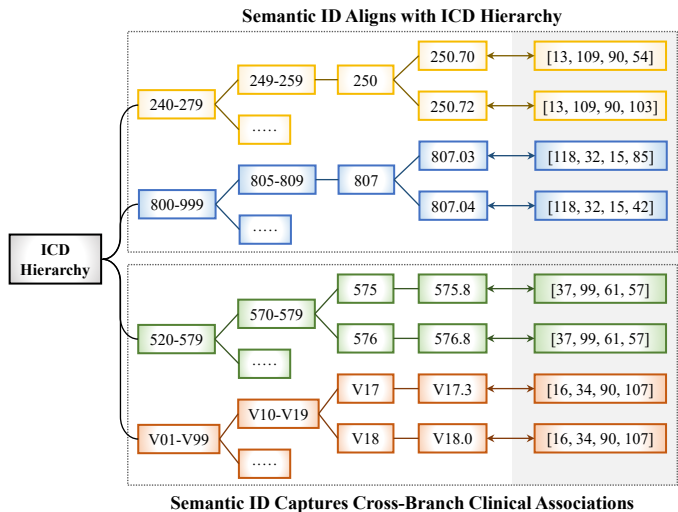 Semantic ID Aligns with ICD Hierarchy
240-279
249-259
.....
250
250.70
[13, 109, 90, 54]
250.72
[13, 109, 90, 103]
800-999
805-809
.....
807
807.03
[118, 32, 15, 85]
807.04
[118, 32, 15, 42]
ICD
Hierarchy
520-579
570-579
.....
575
575.8
[37, 99, 61, 57]
576
576.8
[37, 99, 61, 57]
V01-V99
V10-V19
.....
V17
V17.3
[16, 34, 90, 107]
V18
V18.0
[16, 34, 90, 107]
Semantic ID Captures Cross-Branch Clinical Associations